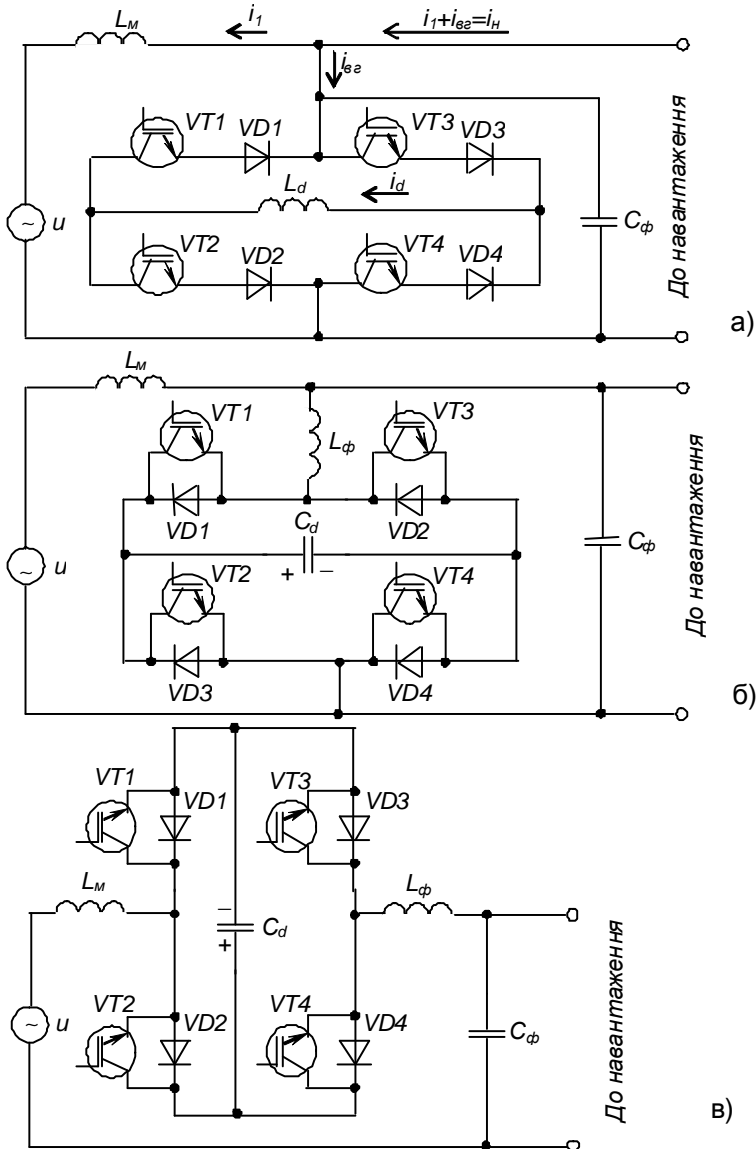 Lм
i1
i1+iвг=iн
iвг
VT1
VD1
VT3
VD3
Ld
id
u
~
VT2
VD2
VT4
VD4
Cф
До навантаження
а)
Lм
VT1
VT3
Lф
VD1
VD2
Cd
+ –
u
~
VT2
VT4
Cф
VD3
VD4
До навантаження
б)
VT1
VD1
VT3
VD3
Lм
Lф
–
+
Cd
u
~
VT2
VD2
VT4
VD4
Cф
До навантаження
в)